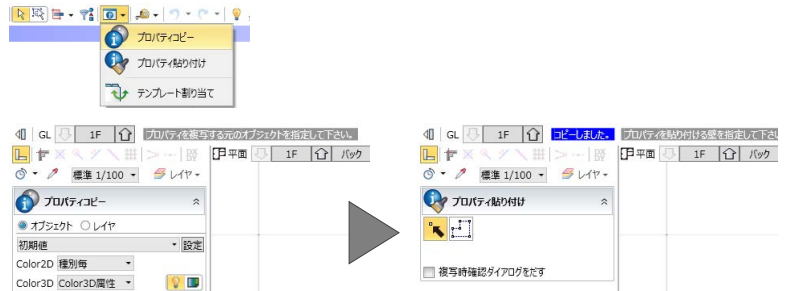 プロパティコピー
プロパティ貼り付け
テンプレート割り当て
GL 1F プロパティを複写する元のオブジェクトを指定して下さい。
平面 1F バック
標準 1/100 レイヤ
プロパティコピー
オブジェクト レイヤ
初期値 設定
Color2D 種別毎
Color3D Color3D属性
GL 1F コピーしました。 プロパティを貼り付ける壁を指定して下さ
平面 1F バック
標準 1/100 レイヤ
プロパティ貼り付け
複写時確認ダイアログをだす